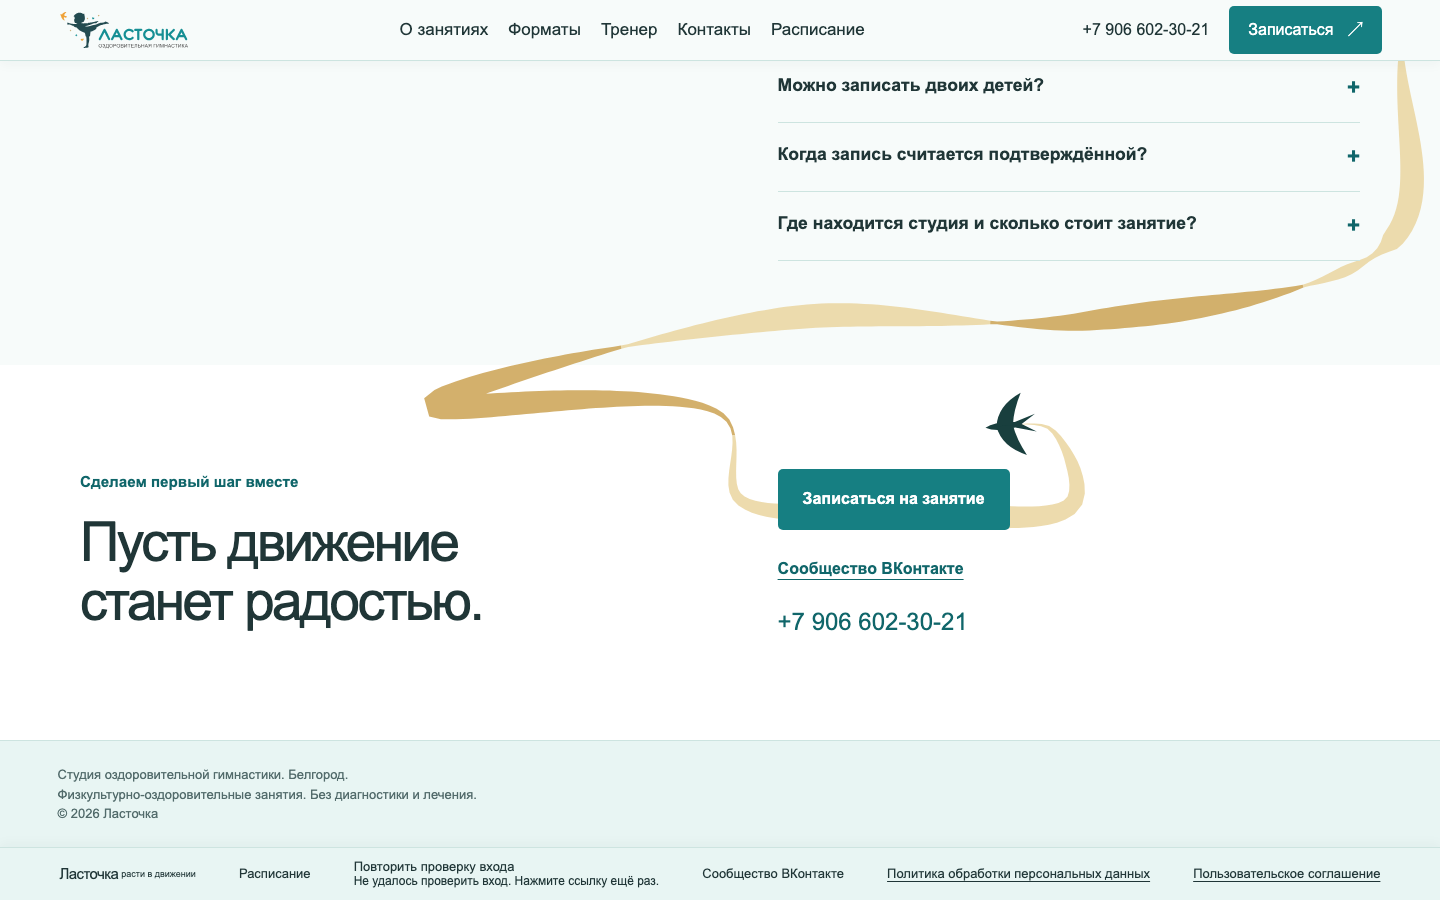 ЛАСТОЧКА
ОЗДОРОВИТЕЛЬНАЯ ГИМНАСТИКА
О занятиях
Форматы
Тренер
Контакты
Расписание
+7 906 602-30-21
Записаться
Можно записать двоих детей?
Когда запись считается подтверждённой?
Где находится студия и сколько стоит занятие?
Сделаем первый шаг вместе
Пусть движение
станет радостью.
Записаться на занятие
Сообщество ВКонтакте
+7 906 602-30-21
Студия оздоровительной гимнастики. Белгород.
Физкультурно-оздоровительные занятия. Без диагностики и лечения.
© 2026 Ласточка
Ласточка расти в движении
Расписание
Повторить проверку входа
Не удалось проверить вход. Нажмите ссылку ещё раз.
Сообщество ВКонтакте
Политика обработки персональных данных
Пользовательское соглашение